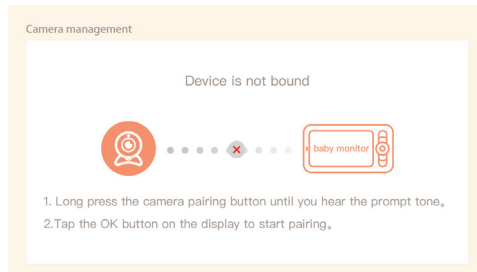 Camera management
Device is not bound
baby monitor
1. Long press the camera pairing button until you hear the prompt tone。
2.Tap the OK button on the display to start pairing。